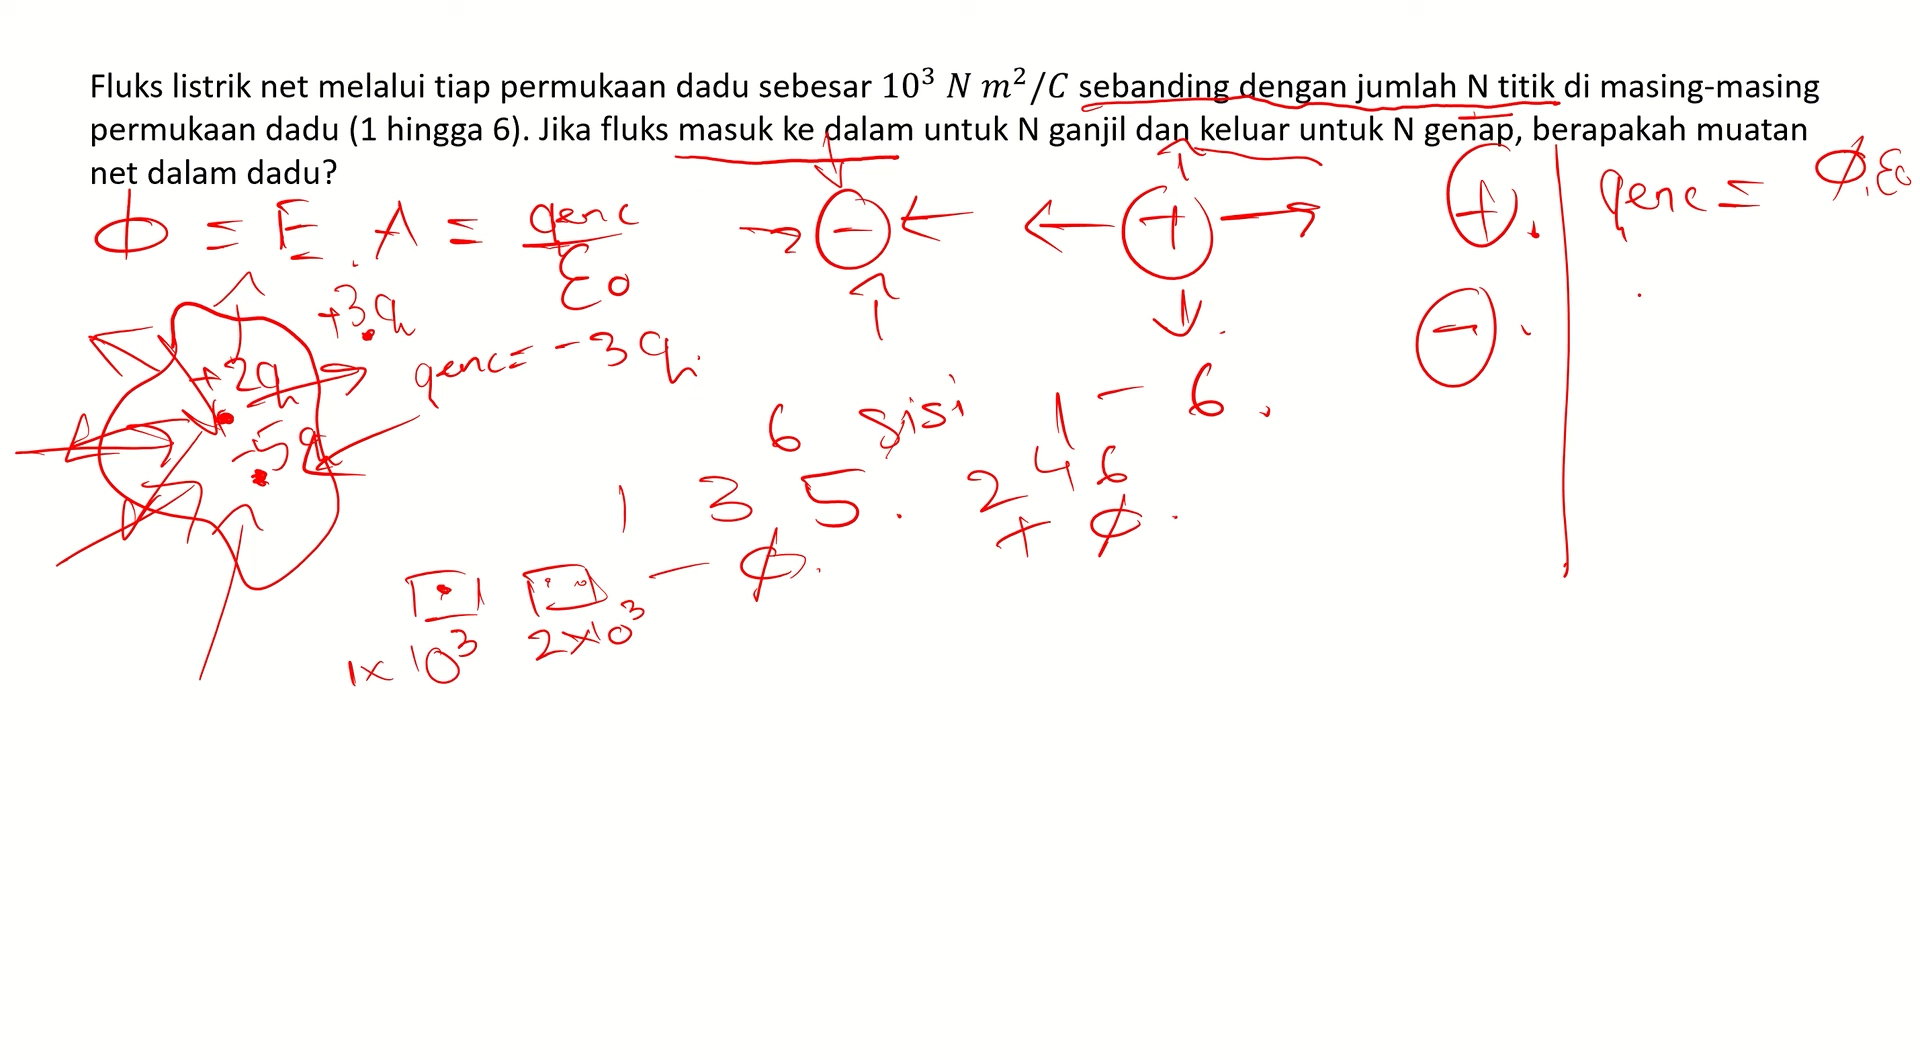 Fluks listrik net melalui tiap permukaan dadu sebesar 10³ N m²/C sebanding dengan jumlah N titik di masing-masing
permukaan dadu (1 hingga 6). Jika fluks masuk ke dalam untuk N ganjil dan keluar untuk N genap, berapakah muatan
net dalam dadu?
Φ = E . A = qenc/ε0
-
+
+
qenc = Φ.ε0
-
+3q
+2q
-5q
qenc = -3q
6 sisi 1 - 6
1 3 5 . 2 4 6
- Φ . + Φ .
1 x 10³ 2 x 10³